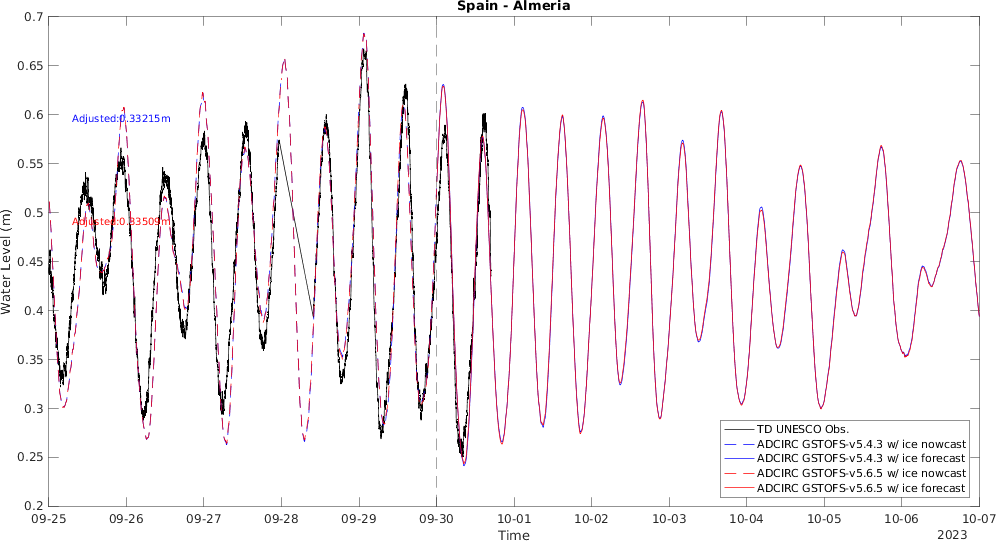 Spain - Almeria
0.7
0.65
0.6
0.55
0.5
0.45
0.4
0.35
0.3
0.25
0.2
Water Level (m)
Adjusted:0.33215m
Adjusted:0.33509m
TD UNESCO Obs.
ADCIRC GSTOFS-v5.4.3 w/ ice nowcast
ADCIRC GSTOFS-v5.4.3 w/ ice forecast
ADCIRC GSTOFS-v5.6.5 w/ ice nowcast
ADCIRC GSTOFS-v5.6.5 w/ ice forecast
09-25 09-26 09-27 09-28 09-29 09-30 10-01 10-02 10-03 10-04 10-05 10-06 10-07
Time
2023